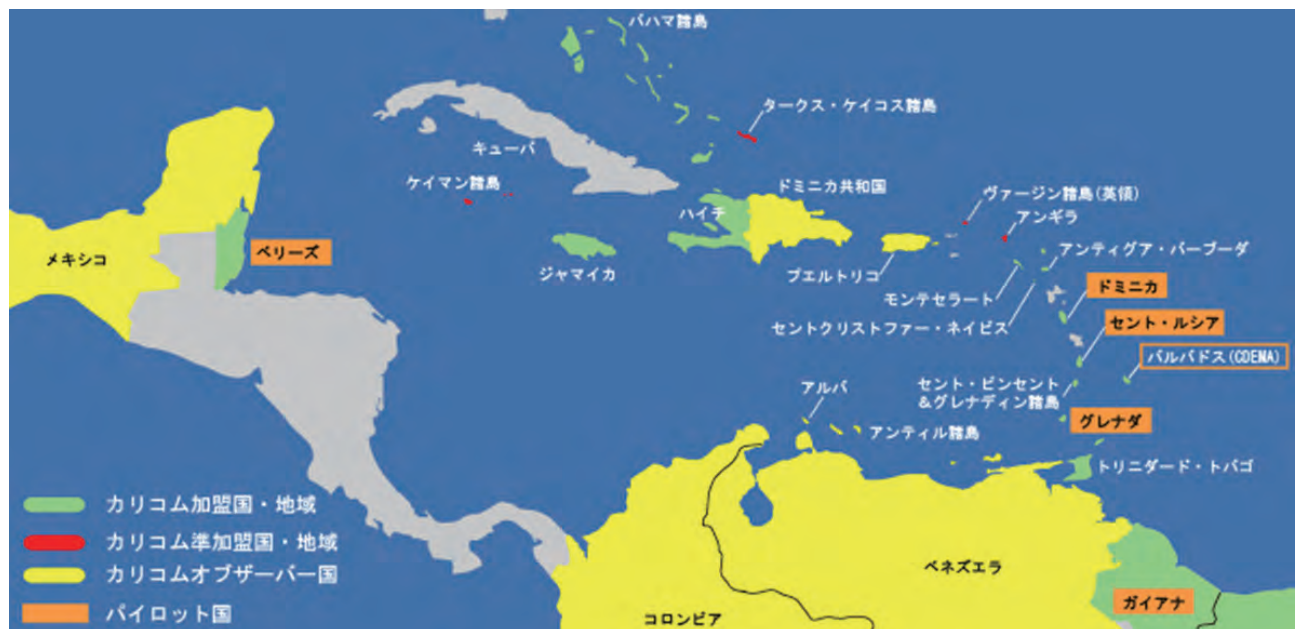 バハマ諸島
タークス・ケイコス諸島
キューバ
ケイマン諸島
ドミニカ共和国
ハイチ
ヴァージン諸島(英領)
アンギラ
アンティグア・バーブーダ
メキシコ
ベリーズ
ジャマイカ
プエルトリコ
モンテセラート
ドミニカ
セントクリストファー・ネイビス
セント・ルシア
バルバドス(CDEMA)
セント・ビンセント
&グレナディン諸島
アルバ
アンティル諸島
グレナダ
トリニダード・トバゴ
カリコム加盟国・地域
カリコム準加盟国・地域
カリコムオブザーバー国
パイロット国
ベネズエラ
ガイアナ
コロンビア